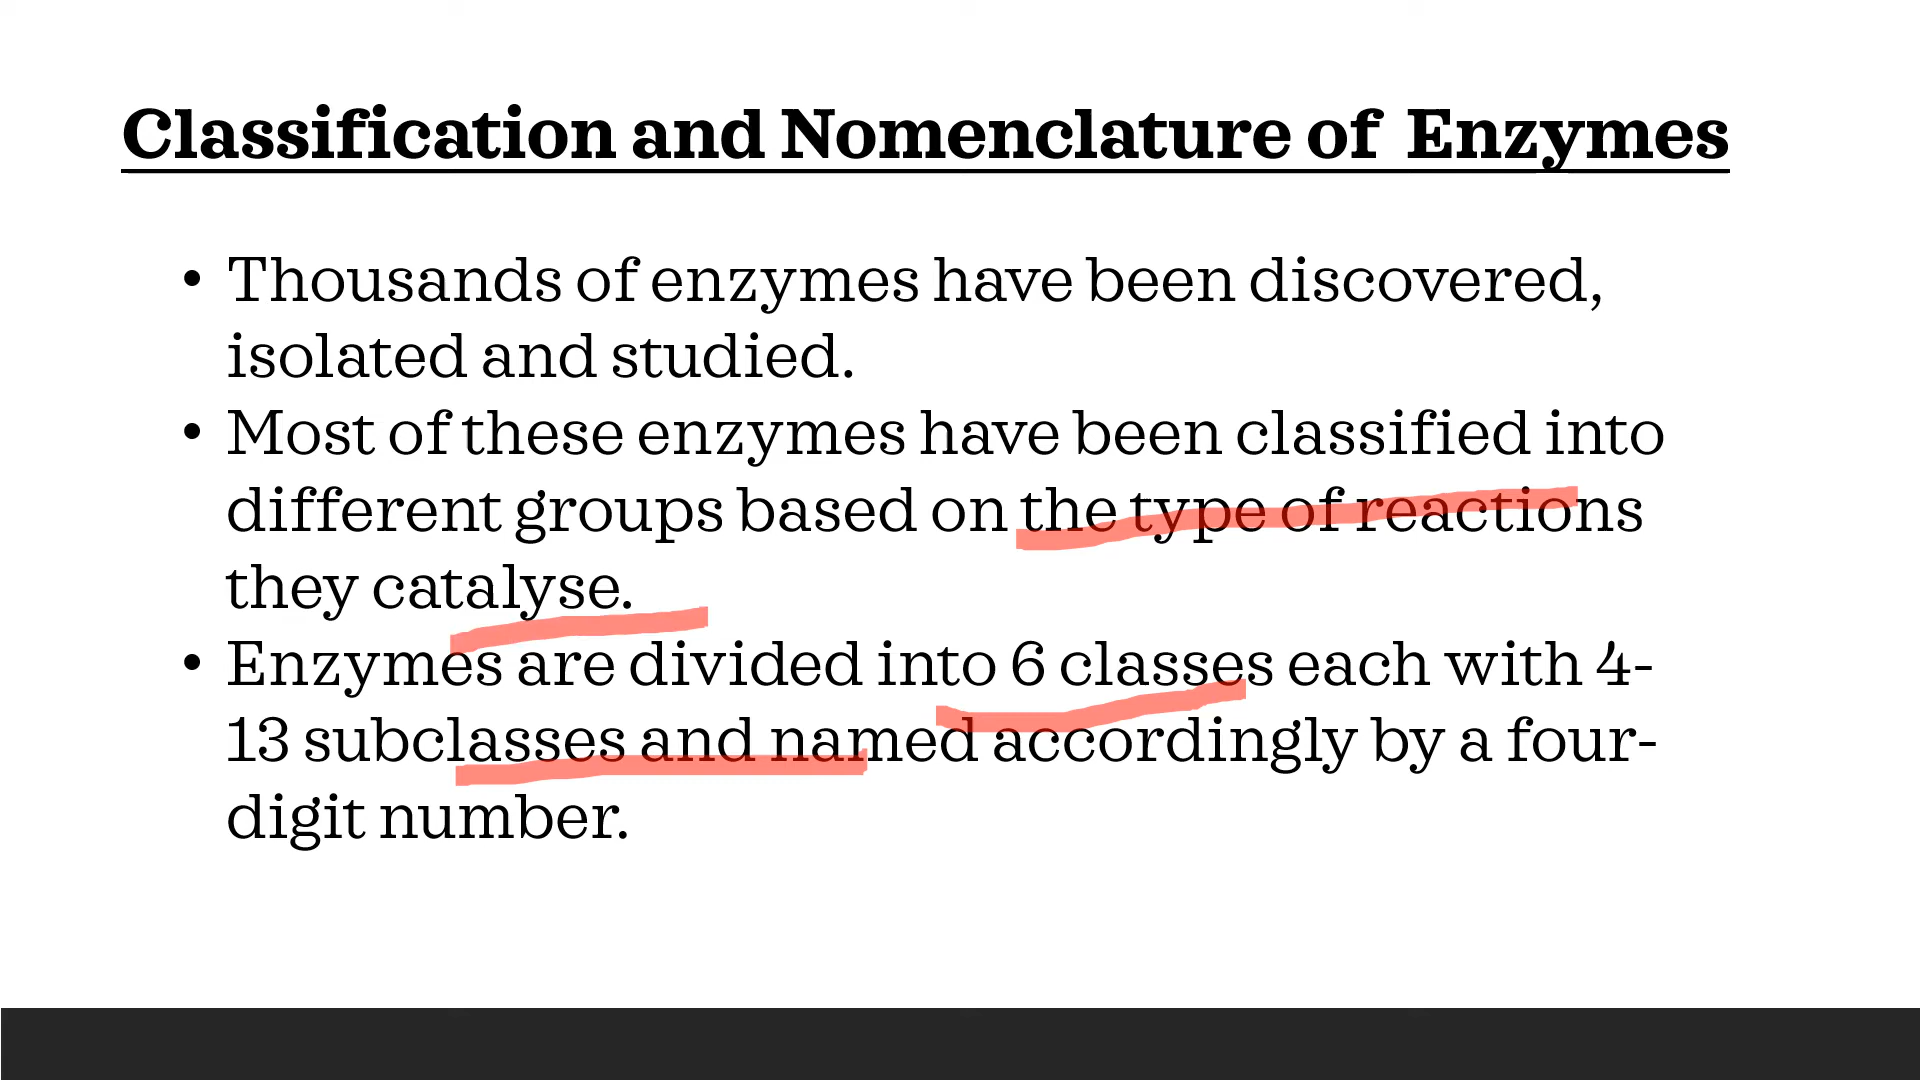 Classification and Nomenclature of Enzymes
• Thousands of enzymes have been discovered,
isolated and studied.
• Most of these enzymes have been classified into
different groups based on the type of reactions
they catalyse.
• Enzymes are divided into 6 classes each with 4-
13 subclasses and named accordingly by a four-
digit number.